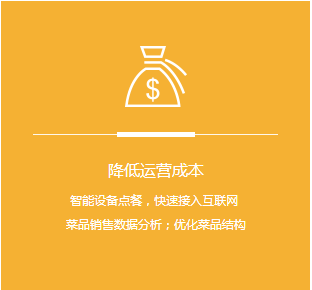 $
降低运营成本
智能设备点餐，快速接入互联网
菜品销售数据分析；优化菜品结构